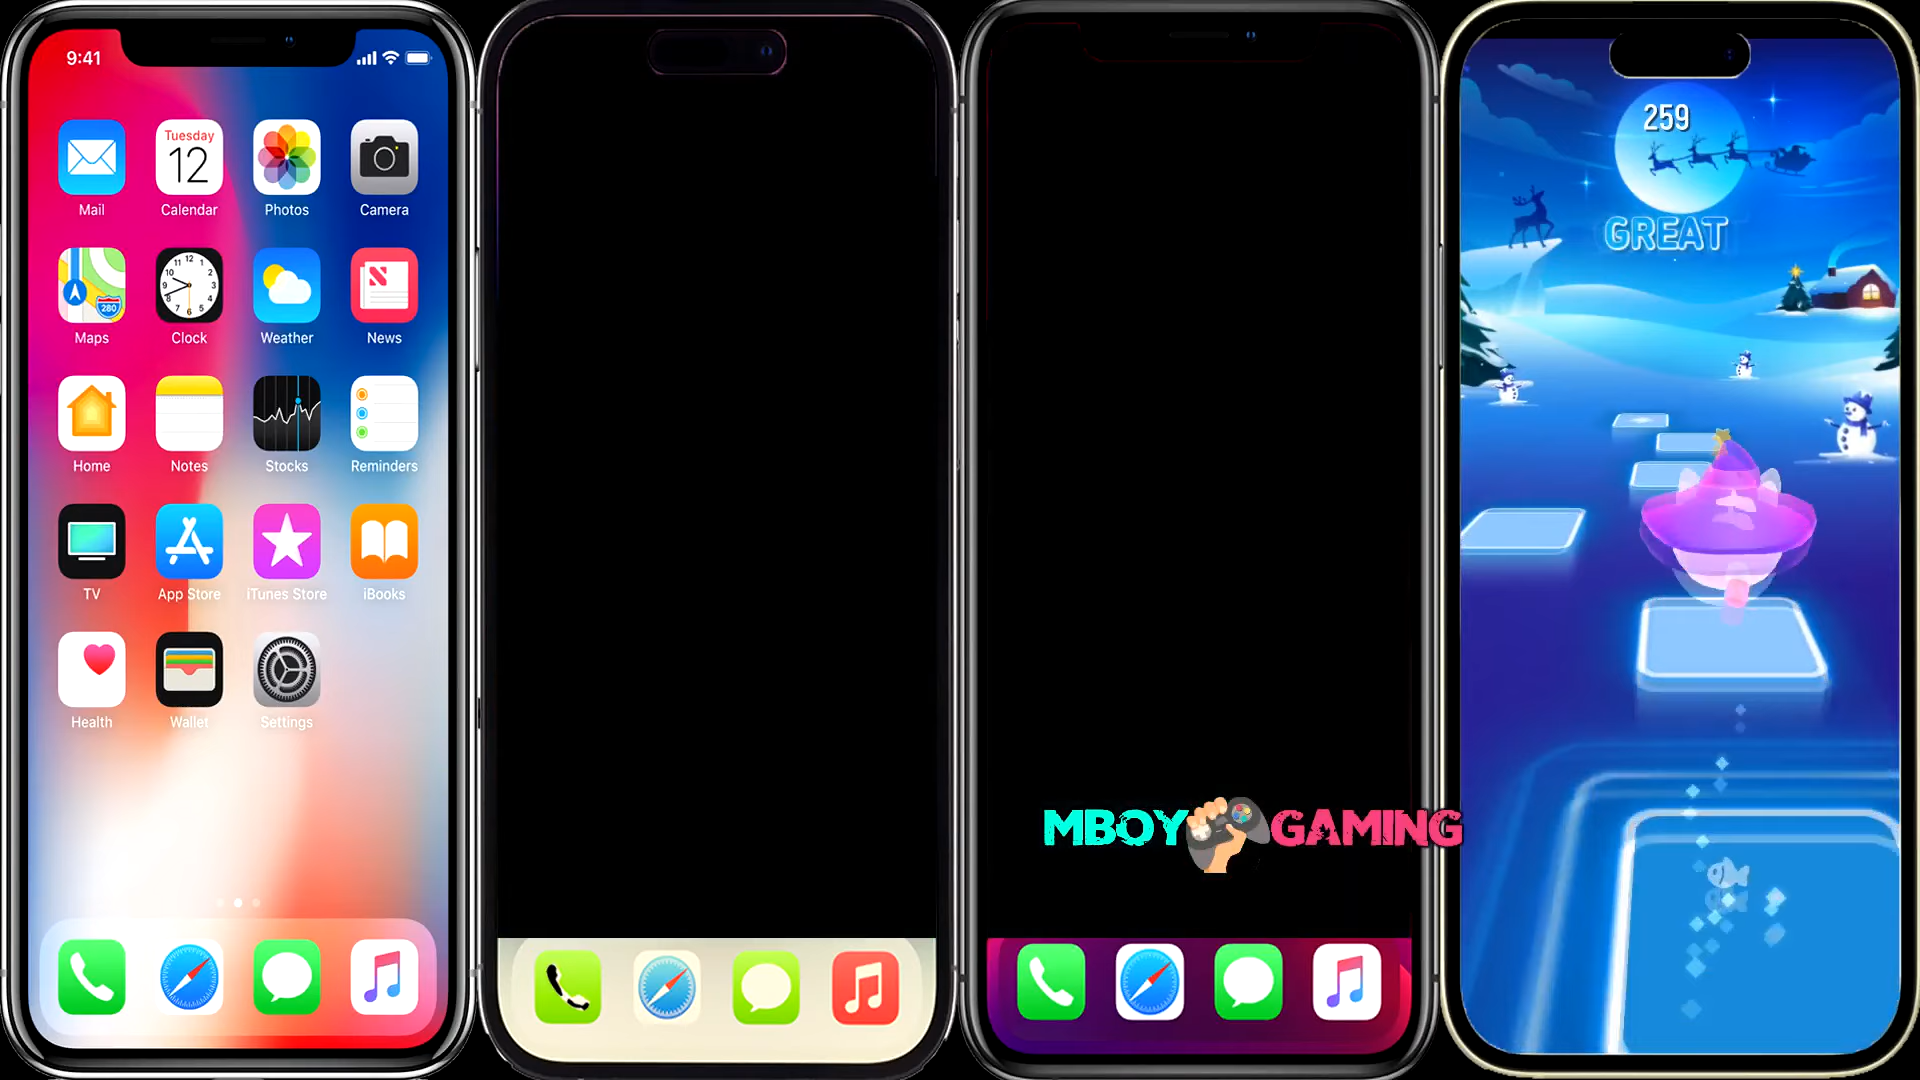 9:41
Tuesday
12
Mail
Calendar
Photos
Camera
280
Maps
Clock
Weather
News
Home
Notes
Stocks
Reminders
TV
App Store
iTunes Store
iBooks
Health
Wallet
Settings
MBOY GAMING
259
GREAT